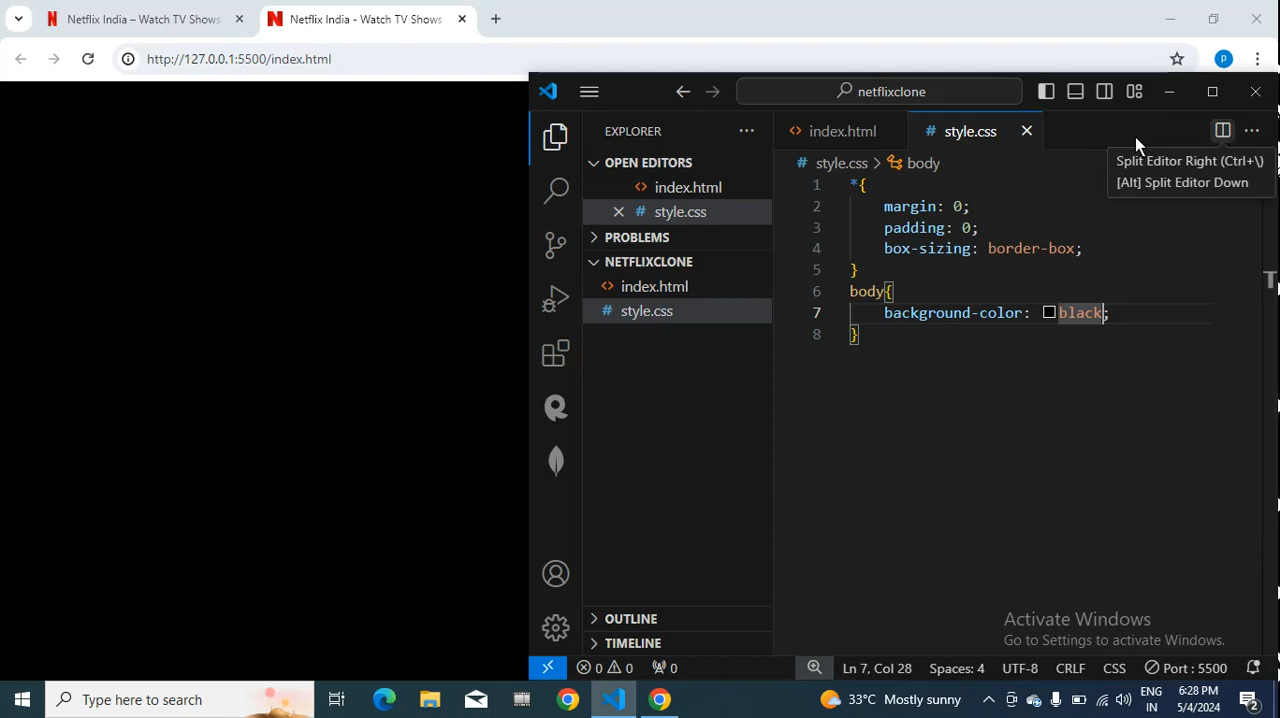 Netflix India – Watch TV Shows
Netflix India - Watch TV Shows
http://127.0.0.1:5500/index.html
P
netflixclone
EXPLORER
index.html
style.css
Split Editor Right (Ctrl+\)
[Alt] Split Editor Down
OPEN EDITORS
index.html
style.css
PROBLEMS
NETFLIXCLONE
index.html
style.css
OUTLINE
TIMELINE
style.css > body
1 *{
2 margin: 0;
3 padding: 0;
4 box-sizing: border-box;
5 }
6 body{
7 background-color: black;
8 }
Activate Windows
Go to Settings to activate Windows.
0 0 0 Ln 7, Col 28 Spaces: 4 UTF-8 CRLF CSS Port : 5500
Type here to search
33°C Mostly sunny
ENG
IN
6:28 PM
5/4/2024
2